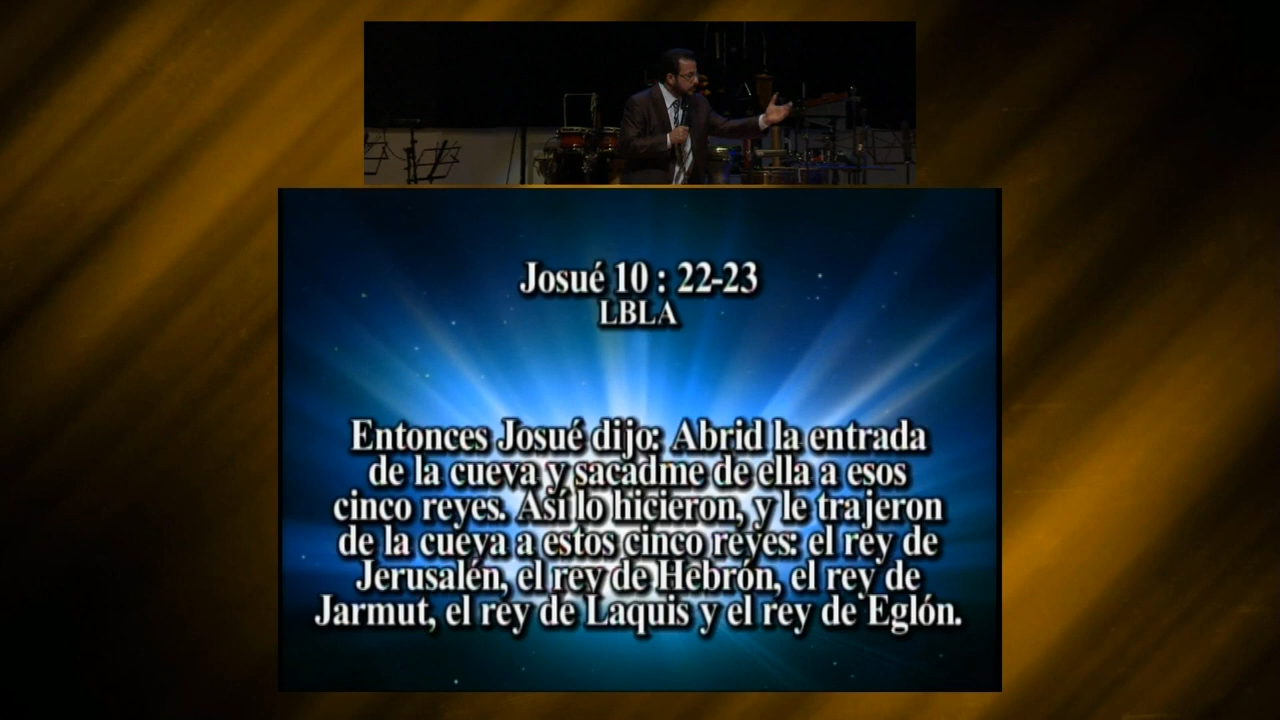 Josué 10 : 22-23
LBLA
Entonces Josué dijo: Abrid la entrada
de la cueva y sacadme de ella a esos
cinco reyes. Así lo hicieron, y le trajeron
de la cueva a estos cinco reyes: el rey de
Jerusalén, el rey de Hebrón, el rey de
Jarmut, el rey de Laquis y el rey de Eglón.